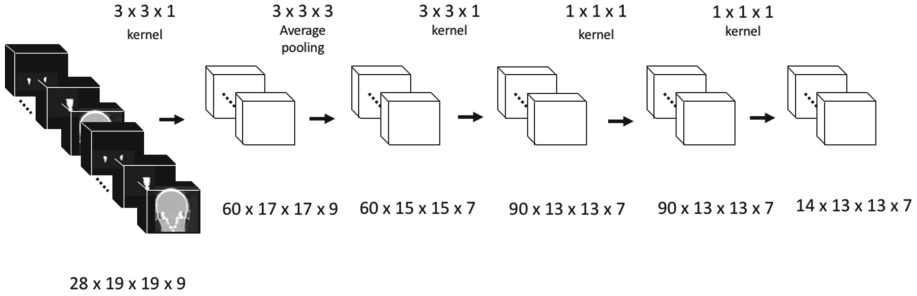 3 x 3 x 1
kernel
3 x 3 x 3
Average
pooling
3 x 3 x 1
kernel
1 x 1 x 1
kernel
1 x 1 x 1
kernel
28 x 19 x 19 x 9
60 x 17 x 17 x 9
60 x 15 x 15 x 7
90 x 13 x 13 x 7
90 x 13 x 13 x 7
14 x 13 x 13 x 7